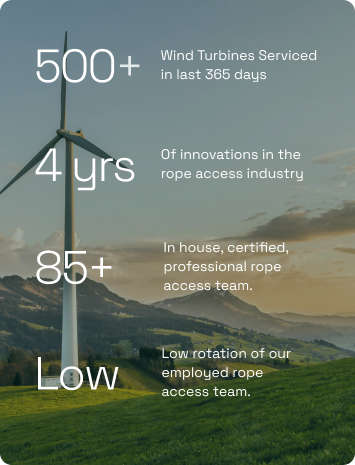 500+
Wind Turbines Serviced
in last 365 days
4 yrs
Of innovations in the
rope access industry
85+
In house, certified,
professional rope
access team.
Low
Low rotation of our
employed rope
access team.